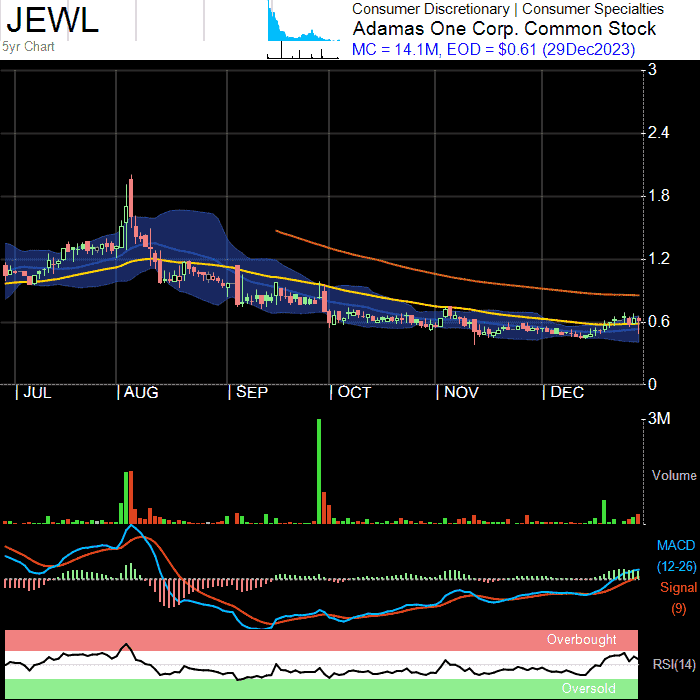 JEWL
5yr Chart
Consumer Discretionary | Consumer Specialties
Adamas One Corp. Common Stock
MC = 14.1M, EOD = $0.61 (29Dec2023)
3
2.4
1.8
1.2
0.6
0
JUL AUG SEP OCT NOV DEC
3M
Volume
MACD
(12-26)
Signal
(9)
Overbought
RSI(14)
Oversold